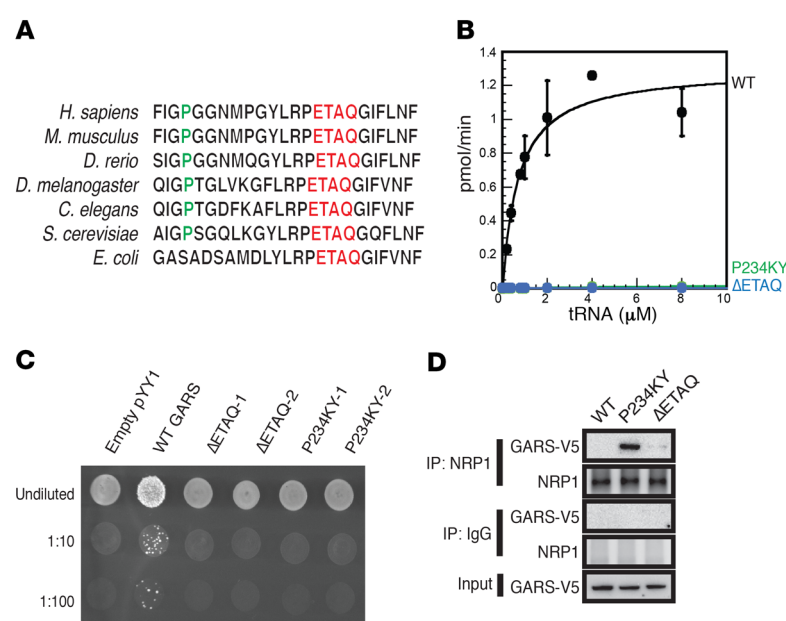 A
H. sapiens FIGPGGNMPGYLRPETAQGIFLNF
M. musculus FIGPGGNMPGYLRPETAQGIFLNF
D. rerio SIGPGGNMQGYLRPETAQGIFLNF
D. melanogaster QIGPTGLVKGFLRPETAQGIFVNF
C. elegans QIGPTGDFKAFLRPETAQGIFVNF
S. cerevisiae AIGPSGQLKGYLRPETAQGQFLNF
E. coli GASADSAMDLYLRPETAQGIFVNF
B
1.4
1.2
1
0.8
0.6
0.4
0.2
0
pmol/min
0 2 4 6 8 10
tRNA (μM)
WT
P234KY
ΔETAQ
C
Empty pYY1
WT GARS
ΔETAQ-1
ΔETAQ-2
P234KY-1
P234KY-2
Undiluted
1:10
1:100
D
WT P234KY ΔETAQ
IP: NRP1
GARS-V5
NRP1
IP: IgG
GARS-V5
NRP1
Input GARS-V5